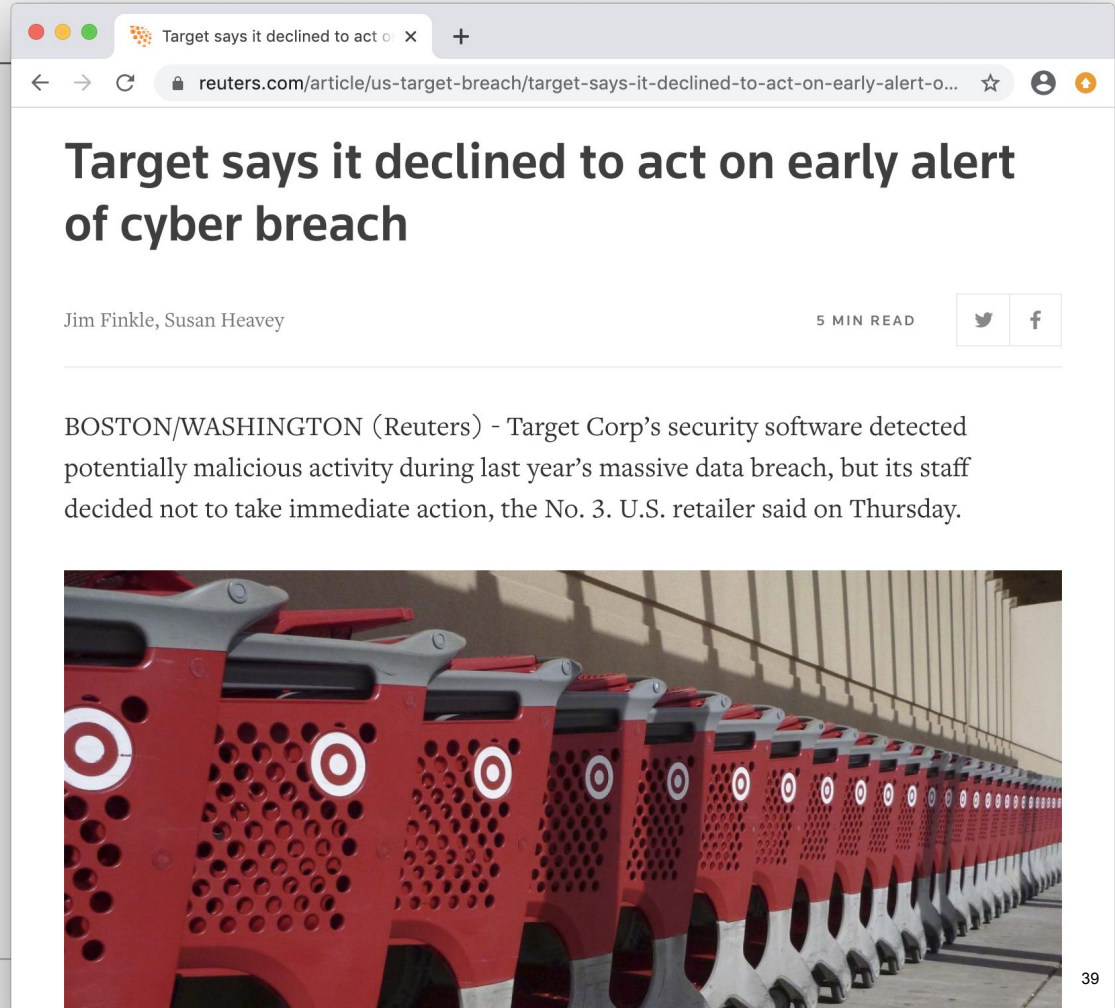 Target says it declined to act o
reuters.com/article/us-target-breach/target-says-it-declined-to-act-on-early-alert-o...
Target says it declined to act on early alert
of cyber breach
Jim Finkle, Susan Heavey
5 MIN READ
BOSTON/WASHINGTON (Reuters) - Target Corp’s security software detected
potentially malicious activity during last year’s massive data breach, but its staff
decided not to take immediate action, the No. 3. U.S. retailer said on Thursday.
39